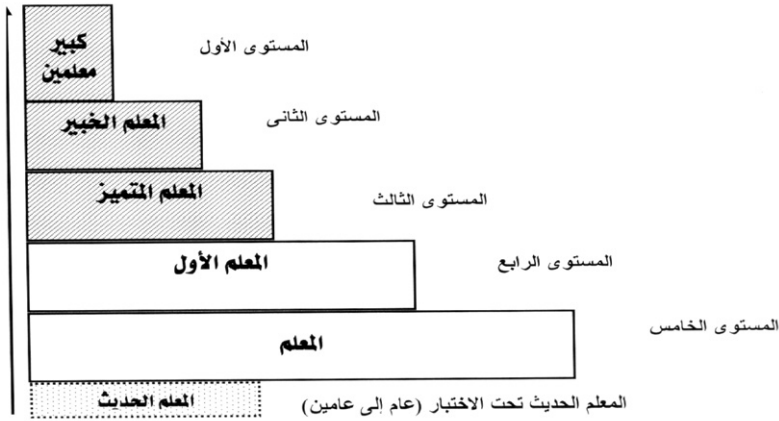 كبير
معلمين
المستوى الأول
المعلم الخبير
المستوى الثانى
المعلم المتميز
المستوى الثالث
المعلم الأول
المستوى الرابع
المعلم
المستوى الخامس
المعلم الحديث
المعلم الحديث تحت الاختبار (عام إلى عامين)